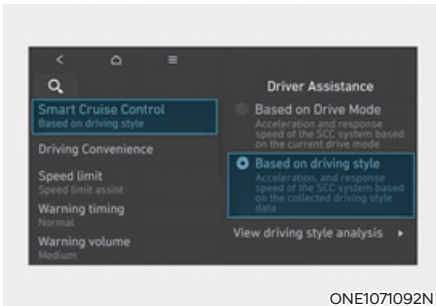 Smart Cruise Control
Based on driving style
Driving Convenience
Speed limit
Speed limit assist
Warning timing
Normal
Warning volume
Medium
Driver Assistance
Based on Drive Mode
Acceleration and response
speed of the SCC system based
on the current drive mode
Based on driving style
Acceleration, and response
speed of the SCC system based
on the collected driving style
data
View driving style analysis
ONE1071092N